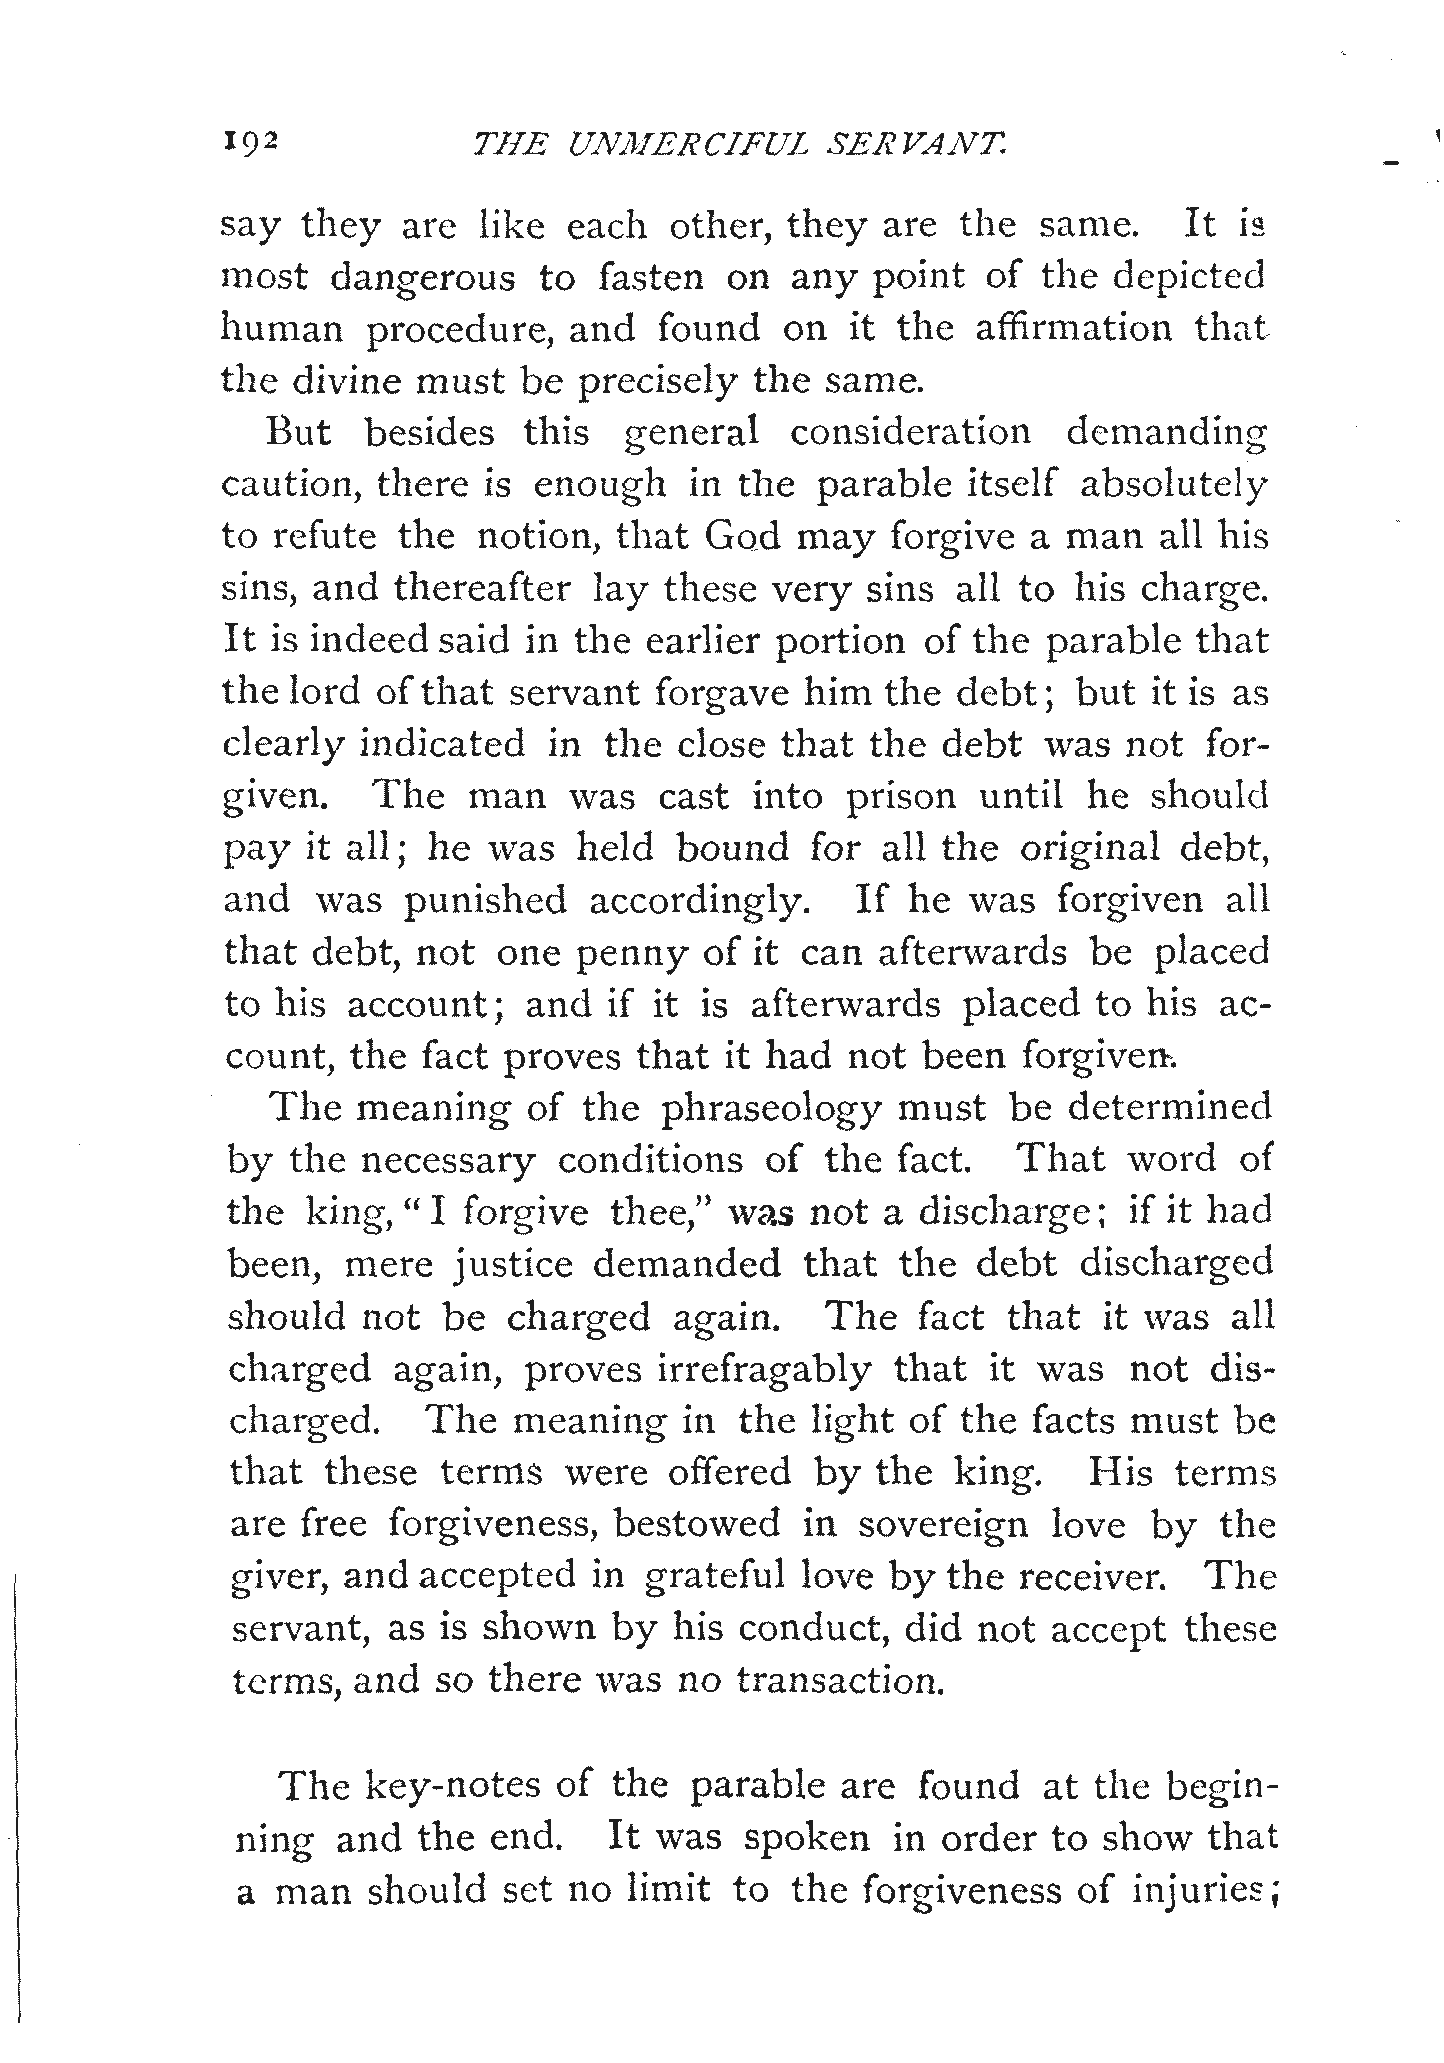 192 THE UNMERCIFUL SERVANT.
say they are like each other, they are the same. It is
most dangerous to fasten on any point of the depicted
human procedure, and found on it the affirmation that
the divine must be precisely the same.
But besides this general consideration demanding
caution, there is enough in the parable itself absolutely
to refute the notion, that God may forgive a man all his
sins, and thereafter lay these very sins all to his charge.
It is indeed said in the earlier portion of the parable that
the lord of that servant forgave him the debt; but it is as
clearly indicated in the close that the debt was not for-
given. The man was cast into prison until he should
pay it all; he was held bound for all the original debt,
and was punished accordingly. If he was forgiven all
that debt, not one penny of it can afterwards be placed
to his account; and if it is afterwards placed to his ac-
count, the fact proves that it had not been forgiven.
The meaning of the phraseology must be determined
by the necessary conditions of the fact. That word of
the king, "I forgive thee," was not a discharge; if it had
been, mere justice demanded that the debt discharged
should not be charged again. The fact that it was all
charged again, proves irrefragably that it was not dis-
charged. The meaning in the light of the facts must be
that these terms were offered by the king. His terms
are free forgiveness, bestowed in sovereign love by the
giver, and accepted in grateful love by the receiver. The
servant, as is shown by his conduct, did not accept these
terms, and so there was no transaction.
The key-notes of the parable are found at the begin-
ning and the end. It was spoken in order to show that
a man should set no limit to the forgiveness of injuries;